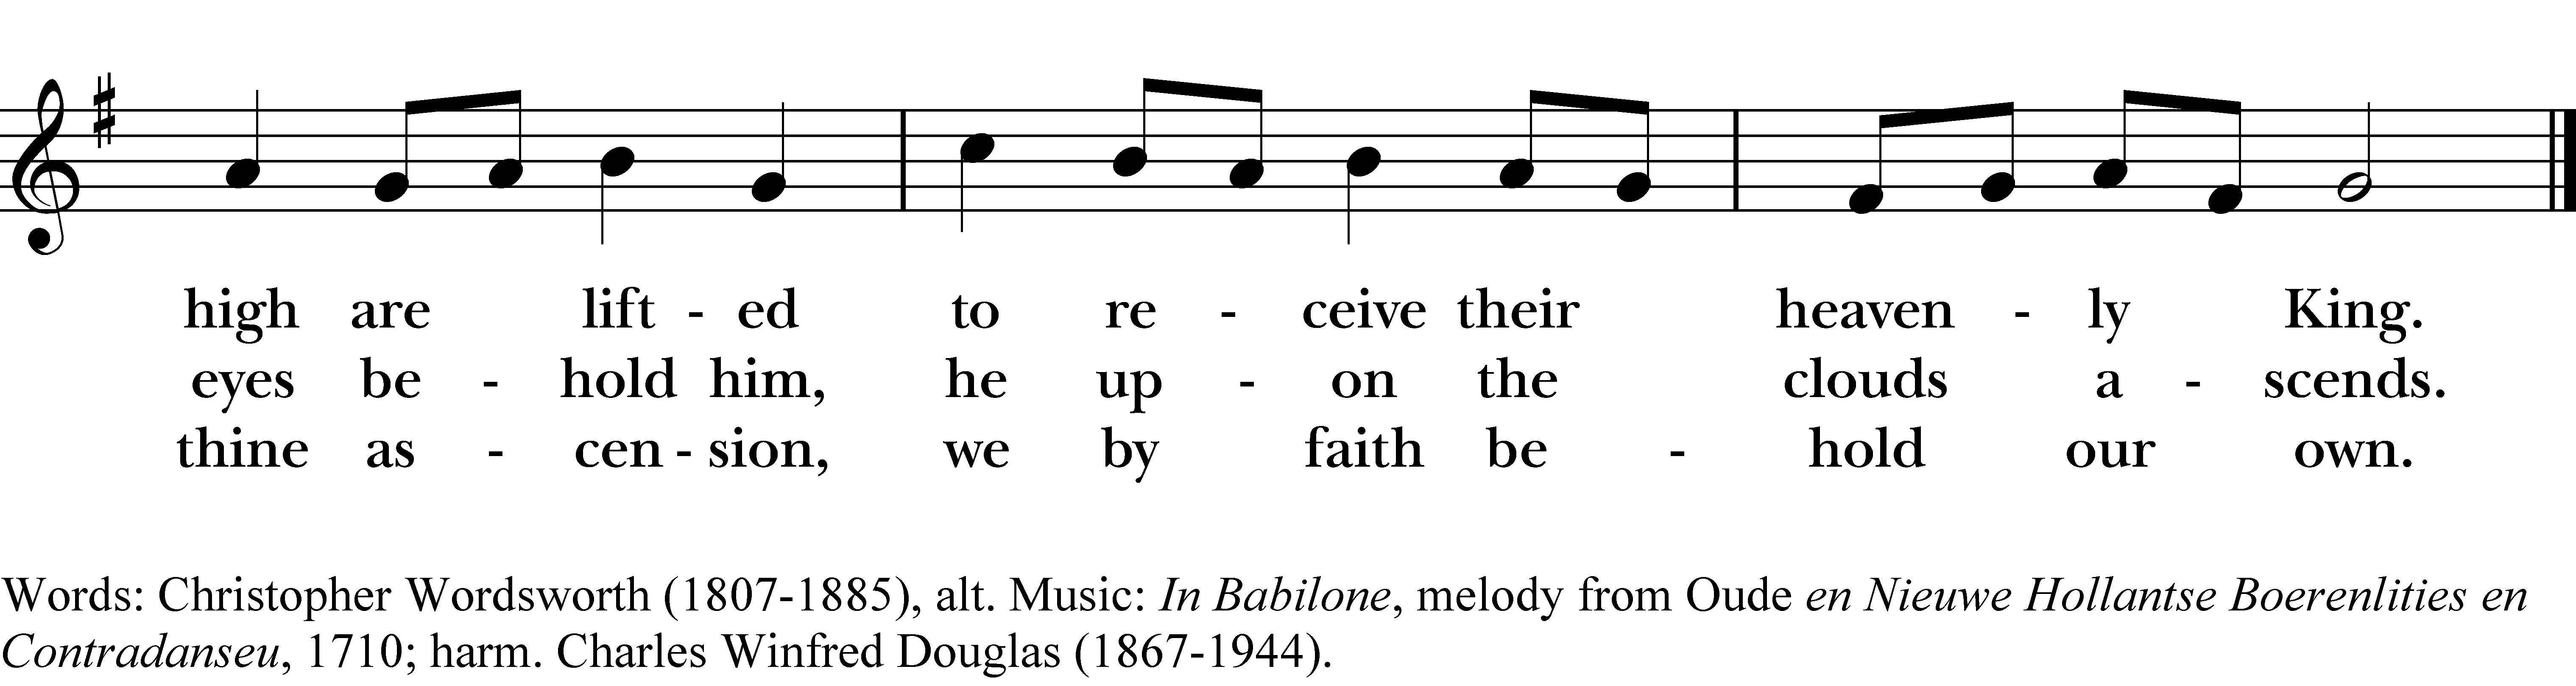 high are lift - ed to re - ceive their heaven - ly King.
eyes be - hold him, he up - on the clouds a - scends.
thine as - cen - sion, we by faith be - hold our own.
Words: Christopher Wordsworth (1807-1885), alt. Music: In Babilone, melody from Oude en Nieuwe Hollantse Boerenlities en
Contradanseu, 1710; harm. Charles Winfred Douglas (1867-1944).